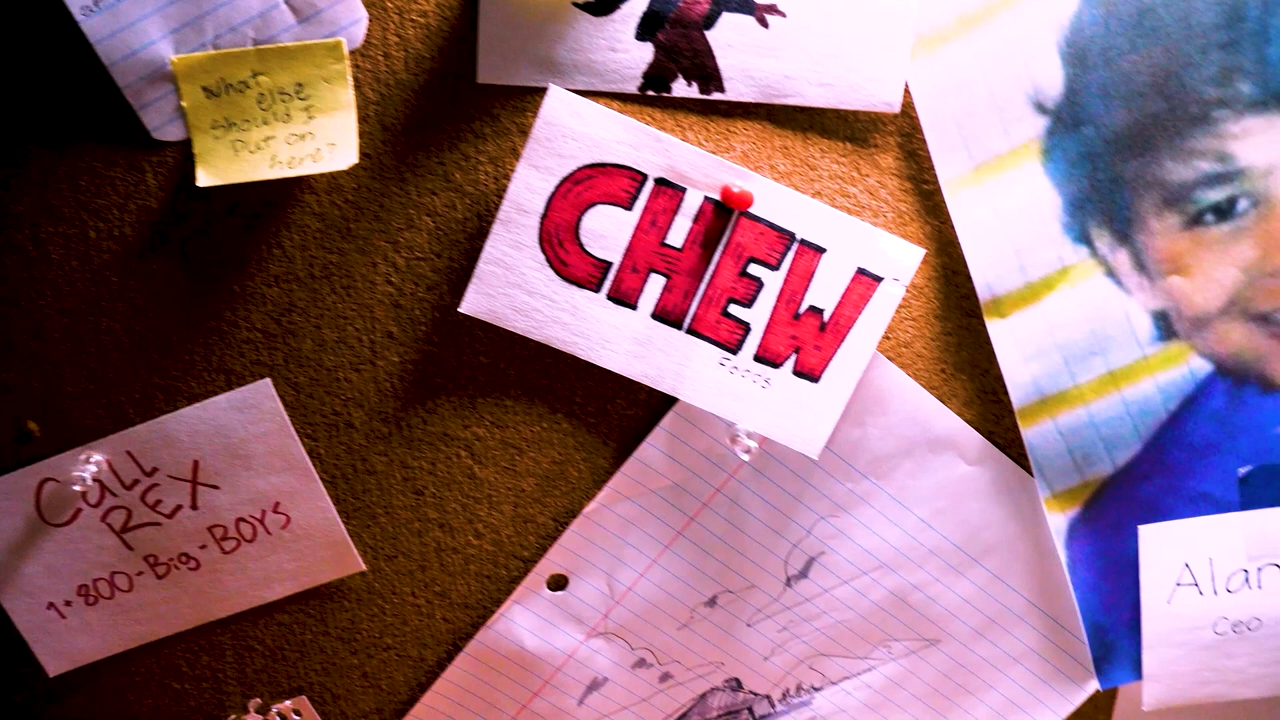 What
else
should I
Put on
here?
CHEW
FOODS
Call
REX
1+800-Big-BOYS
Alan
Ceo